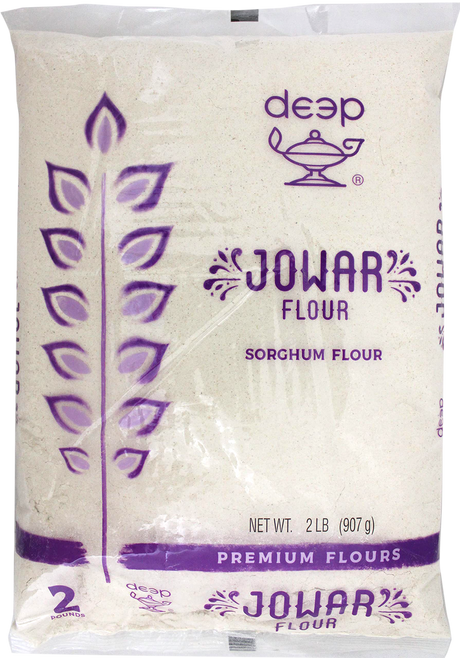 deep
®
JOWAR
FLOUR
SORGHUM FLOUR
NET WT. 2 LB (907 g)
PREMIUM FLOURS
2
POUNDS
deep
JOWAR
FLOUR
JOWAR
deep